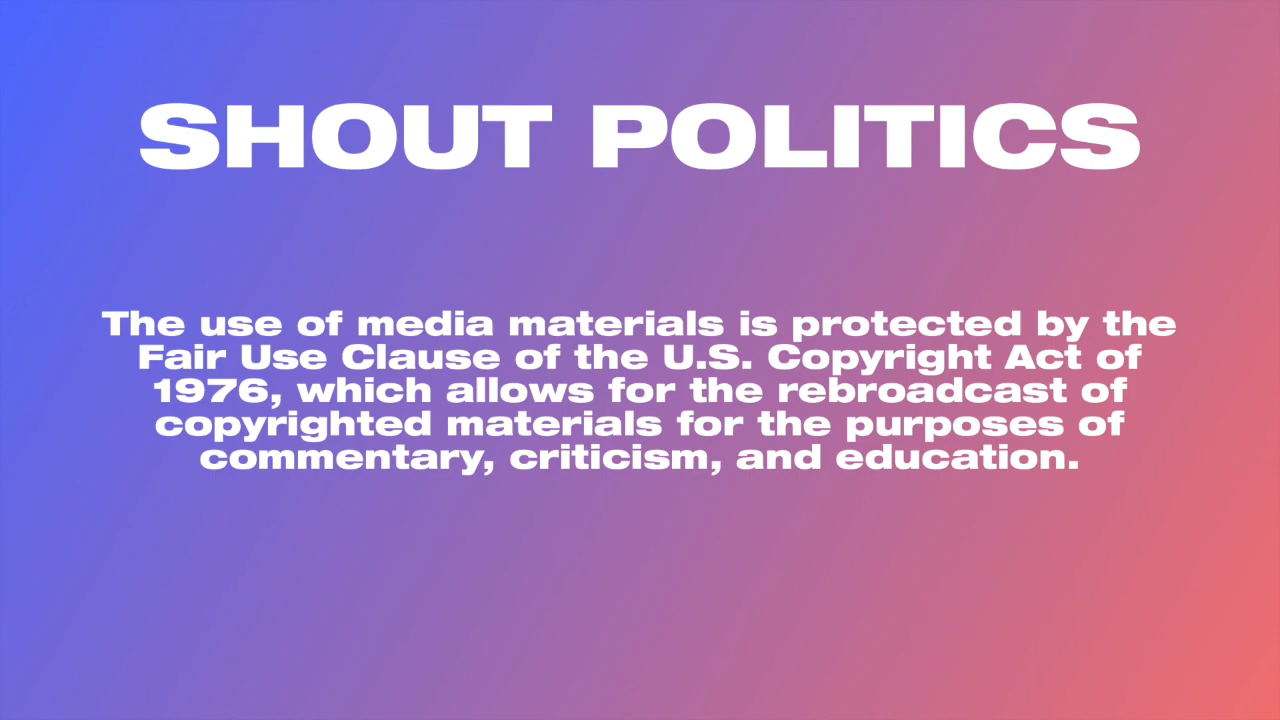 SHOUT POLITICS
The use of media materials is protected by the
Fair Use Clause of the U.S. Copyright Act of
1976, which allows for the rebroadcast of
copyrighted materials for the purposes of
commentary, criticism, and education.